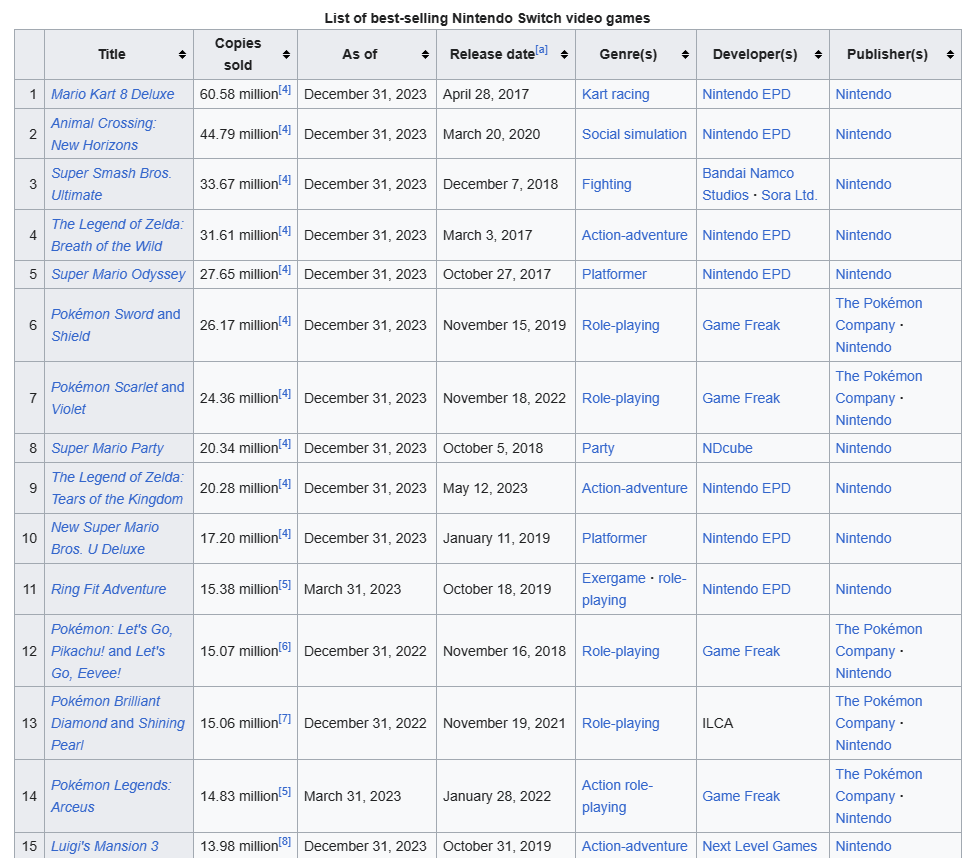 List of best-selling Nintendo Switch video games
Title Copies sold As of Release date[a] Genre(s) Developer(s) Publisher(s)
1 Mario Kart 8 Deluxe 60.58 million[4] December 31, 2023 April 28, 2017 Kart racing Nintendo EPD Nintendo
2 Animal Crossing: New Horizons 44.79 million[4] December 31, 2023 March 20, 2020 Social simulation Nintendo EPD Nintendo
3 Super Smash Bros. Ultimate 33.67 million[4] December 31, 2023 December 7, 2018 Fighting Bandai Namco Studios · Sora Ltd. Nintendo
4 The Legend of Zelda: Breath of the Wild 31.61 million[4] December 31, 2023 March 3, 2017 Action-adventure Nintendo EPD Nintendo
5 Super Mario Odyssey 27.65 million[4] December 31, 2023 October 27, 2017 Platformer Nintendo EPD Nintendo
6 Pokémon Sword and Shield 26.17 million[4] December 31, 2023 November 15, 2019 Role-playing Game Freak The Pokémon Company · Nintendo
7 Pokémon Scarlet and Violet 24.36 million[4] December 31, 2023 November 18, 2022 Role-playing Game Freak The Pokémon Company · Nintendo
8 Super Mario Party 20.34 million[4] December 31, 2023 October 5, 2018 Party NDcube Nintendo
9 The Legend of Zelda: Tears of the Kingdom 20.28 million[4] December 31, 2023 May 12, 2023 Action-adventure Nintendo EPD Nintendo
10 New Super Mario Bros. U Deluxe 17.20 million[4] December 31, 2023 January 11, 2019 Platformer Nintendo EPD Nintendo
11 Ring Fit Adventure 15.38 million[5] March 31, 2023 October 18, 2019 Exergame · role-playing Nintendo EPD Nintendo
12 Pokémon: Let's Go, Pikachu! and Let's Go, Eevee! 15.07 million[6] December 31, 2022 November 16, 2018 Role-playing Game Freak The Pokémon Company · Nintendo
13 Pokémon Brilliant Diamond and Shining Pearl 15.06 million[7] December 31, 2022 November 19, 2021 Role-playing ILCA The Pokémon Company · Nintendo
14 Pokémon Legends: Arceus 14.83 million[5] March 31, 2023 January 28, 2022 Action role-playing Game Freak The Pokémon Company · Nintendo
15 Luigi's Mansion 3 13.98 million[8] December 31, 2023 October 31, 2019 Action-adventure Next Level Games Nintendo